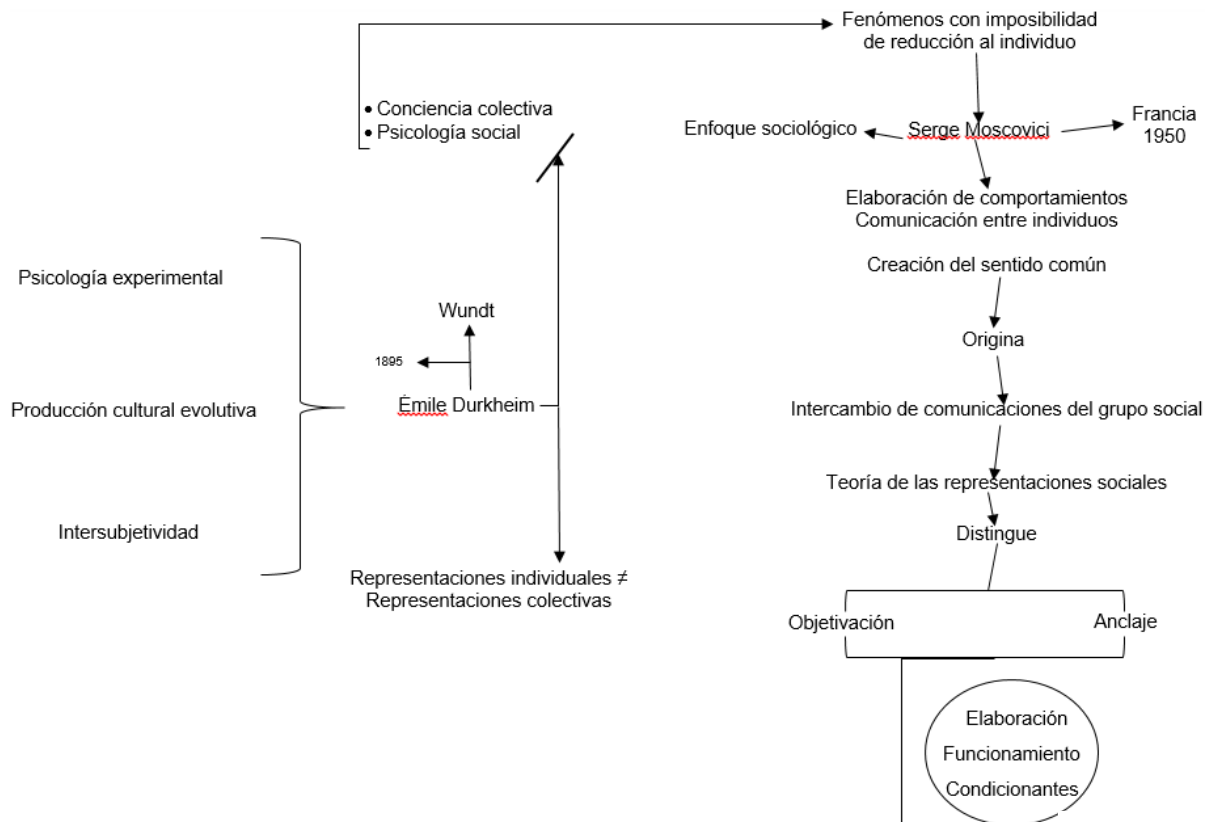 Fenómenos con imposibilidad
de reducción al individuo
• Conciencia colectiva
• Psicología social
Enfoque sociológico
Serge Moscovici
Francia
1950
Elaboración de comportamientos
Comunicación entre individuos
Creación del sentido común
Origina
Intercambio de comunicaciones del grupo social
Teoría de las representaciones sociales
Distingue
Objetivación
Anclaje
Elaboración
Funcionamiento
Condicionantes
Psicología experimental
Producción cultural evolutiva
Intersubjetividad
Wundt
1895
Émile Durkheim
Representaciones individuales ≠
Representaciones colectivas